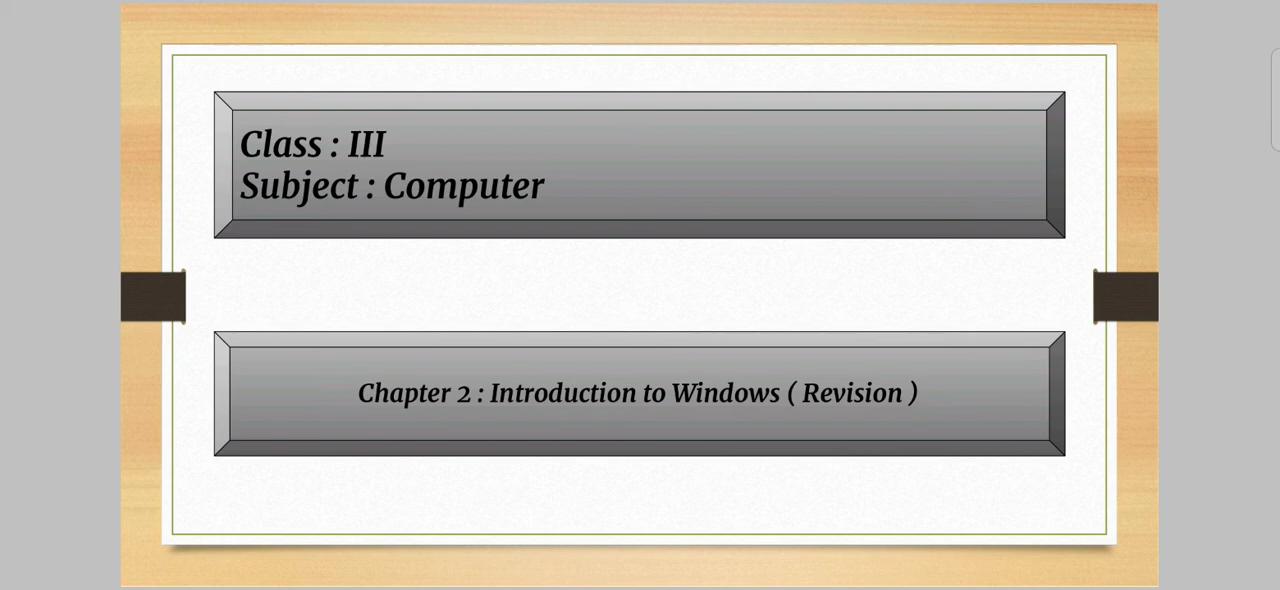 Class : III
Subject : Computer
Chapter 2 : Introduction to Windows ( Revision )